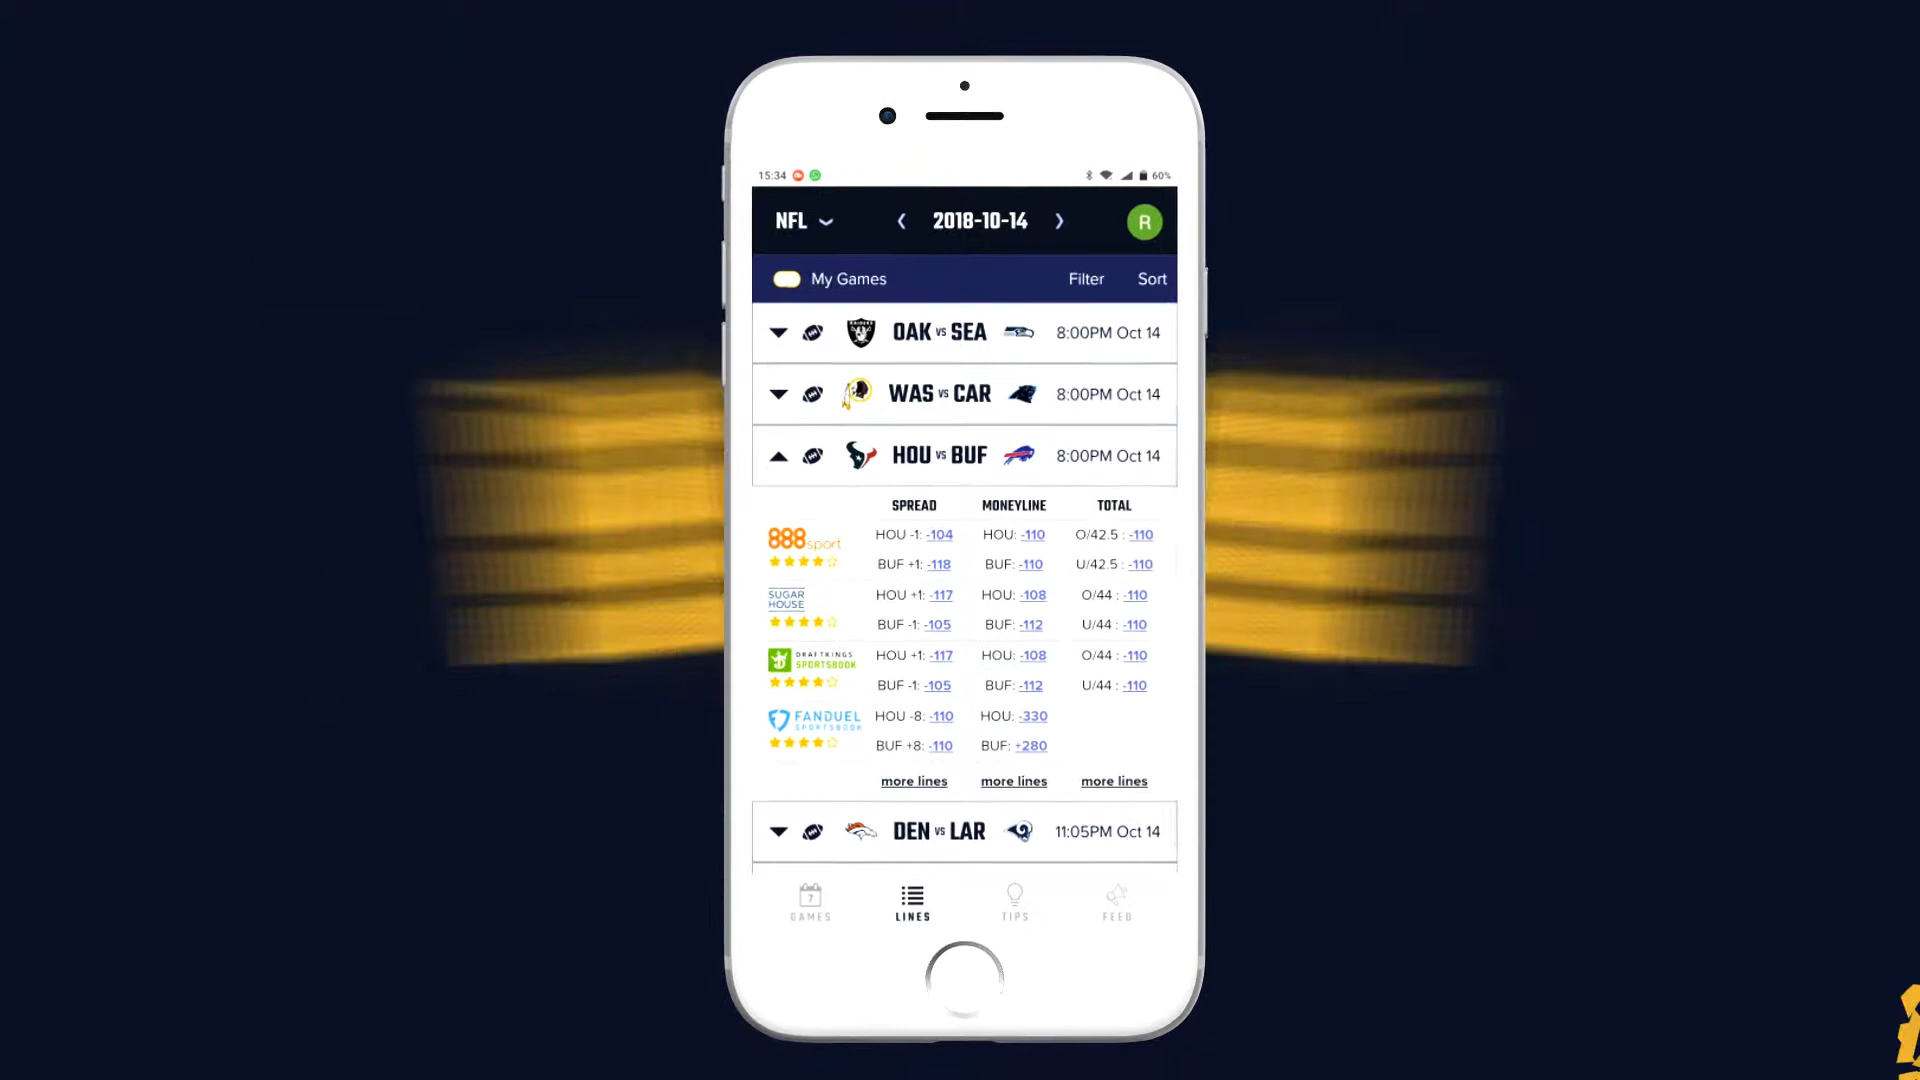 15:34 60%
NFL 2018-10-14 R
My Games Filter Sort
OAK VS SEA 8:00PM Oct 14
WAS VS CAR 8:00PM Oct 14
HOU VS BUF 8:00PM Oct 14
SPREAD MONEYLINE TOTAL
888sport HOU -1: -104 HOU: -110 O/42.5 : -110
BUF +1: -118 BUF: -110 U/42.5 : -110
SUGAR HOUSE HOU +1: -117 HOU: -108 O/44 : -110
BUF -1: -105 BUF: -112 U/44 : -110
DRAFTKINGS SPORTSBOOK HOU +1: -117 HOU: -108 O/44 : -110
BUF -1: -105 BUF: -112 U/44 : -110
FANDUEL SPORTSBOOK HOU -8: -110 HOU: -330
BUF +8: -110 BUF: +280
more lines more lines more lines
DEN VS LAR 11:05PM Oct 14
7
GAMES LINES TIPS FEED